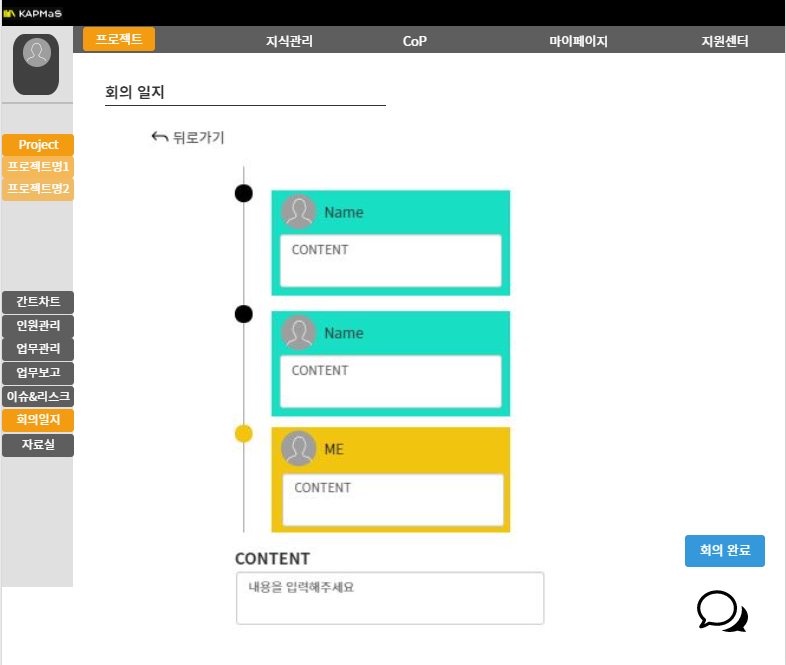 KAPMaS
프로젝트 지식관리 CoP 마이페이지 지원센터
회의 일지
뒤로가기
Project
프로젝트명1
프로젝트명2
간트차트
인원관리
업무관리
업무보고
이슈&리스크
회의일지
자료실
Name
CONTENT
Name
CONTENT
ME
CONTENT
CONTENT
내용을 입력해주세요
회의 완료